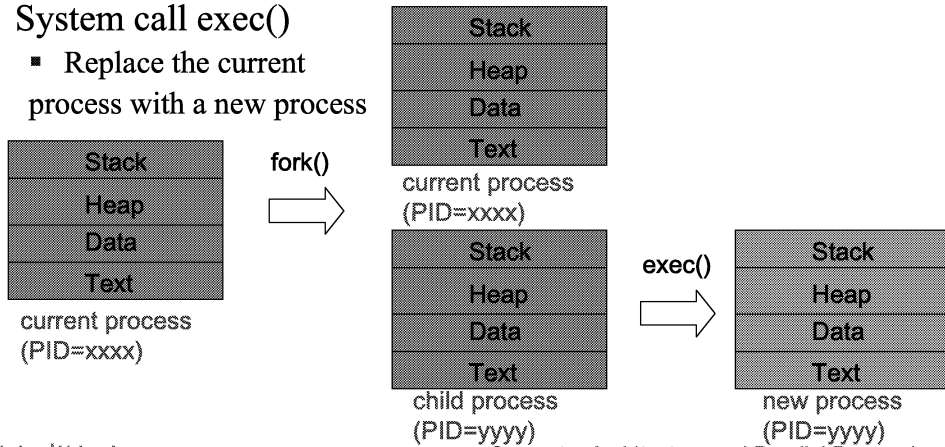 System call exec()
▪ Replace the current
process with a new process
Stack
Heap
Data
Text
current process
(PID=xxxx)
fork()
Stack
Heap
Data
Text
current process
(PID=xxxx)
Stack
Heap
Data
Text
child process
(PID=yyyy)
exec()
Stack
Heap
Data
Text
new process
(PID=yyyy)